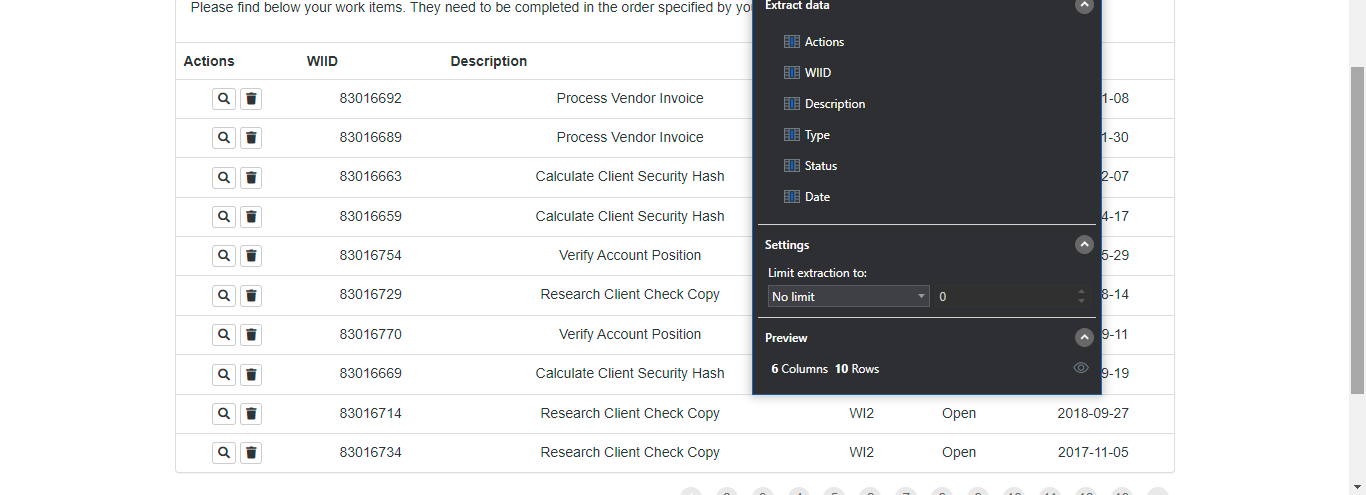 Please find below your work items. They need to be completed in the order specified by yo
Actions WIID Description
83016692 Process Vendor Invoice 1-08
83016689 Process Vendor Invoice 1-30
83016663 Calculate Client Security Hash 2-07
83016659 Calculate Client Security Hash 4-17
83016754 Verify Account Position 5-29
83016729 Research Client Check Copy 8-14
83016770 Verify Account Position 9-11
83016669 Calculate Client Security Hash 9-19
83016714 Research Client Check Copy WI2 Open 2018-09-27
83016734 Research Client Check Copy WI2 Open 2017-11-05
Extract data
Actions
WIID
Description
Type
Status
Date
Settings
Limit extraction to:
No limit 0
Preview
6 Columns 10 Rows